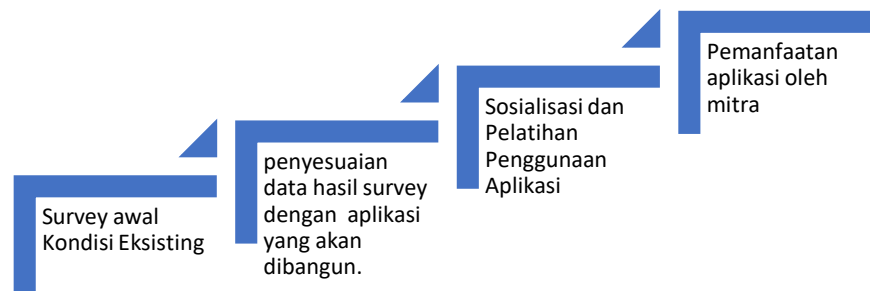 Survey awal
Kondisi Eksisting
penyesuaian
data hasil survey
dengan aplikasi
yang akan
dibangun.
Sosialisasi dan
Pelatihan
Penggunaan
Aplikasi
Pemanfaatan
aplikasi oleh
mitra